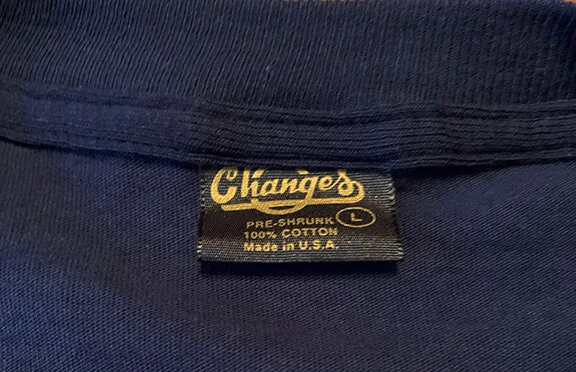 Changes
PRE-SHRUNK L
100% COTTON
Made in U.S.A.